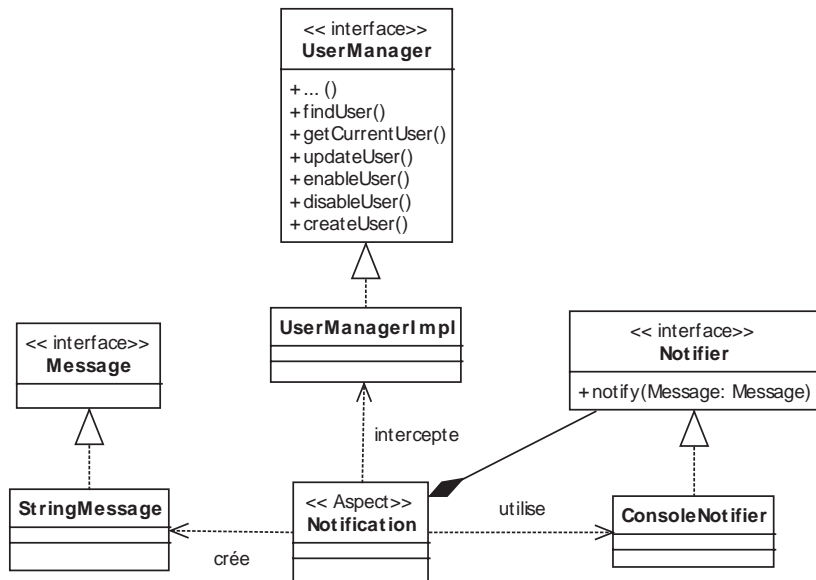 << interface>>
UserManager
+ ... ()
+ findUser()
+ getCurrentUser()
+ updateUser()
+ enableUser()
+ disableUser()
+ createUser()
<< interface>>
Message
UserManagerImpl
<< interface>>
Notifier
+ notify(Message: Message)
intercepte
StringMessage
<< Aspect>>
Notification
utilise
ConsoleNotifier
crée